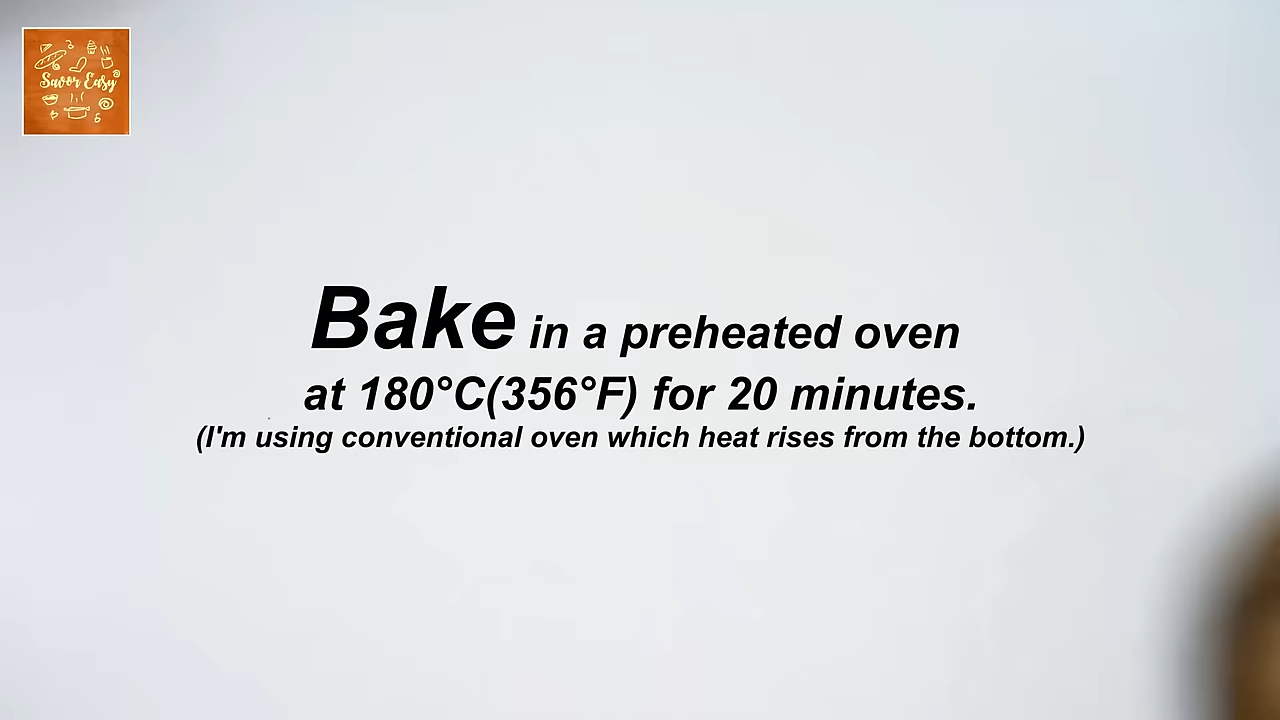 Savor Easy
Bake in a preheated oven
at 180°C(356°F) for 20 minutes.
(I'm using conventional oven which heat rises from the bottom.)